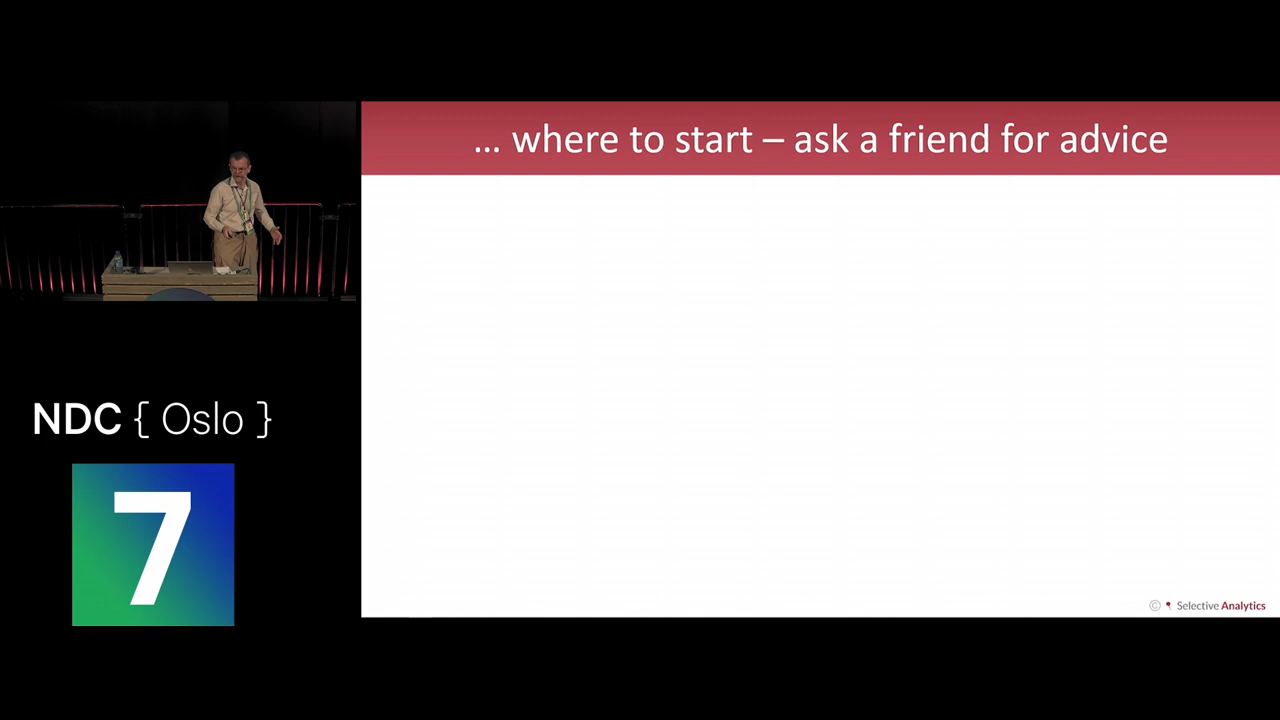 ... where to start – ask a friend for advice
NDC { Oslo }
7
© Selective Analytics